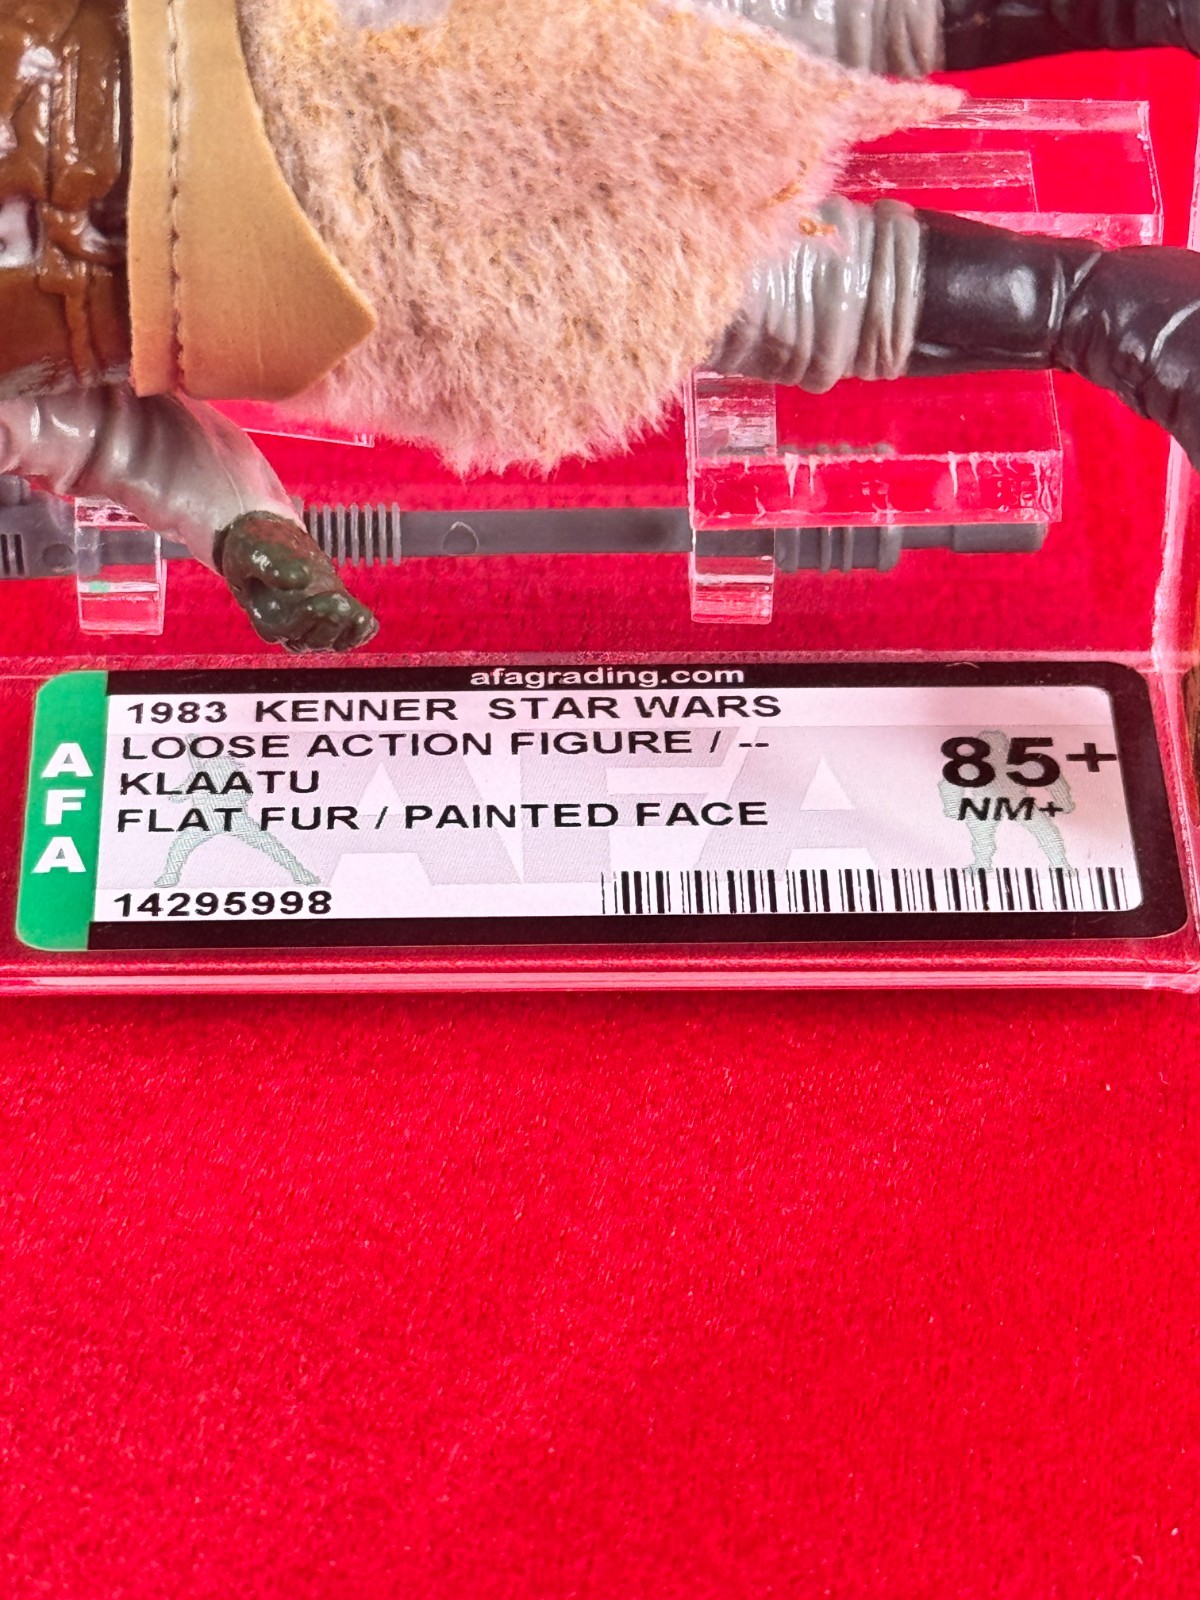 afagrading.com
1983 KENNER STAR WARS
LOOSE ACTION FIGURE / --
KLAATU
FLAT FUR / PAINTED FACE
85+
NM+
AFA
14295998